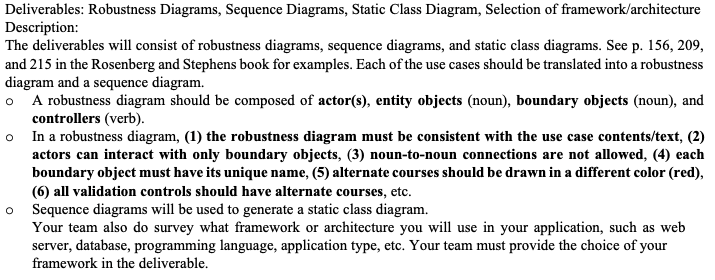 Deliverables: Robustness Diagrams, Sequence Diagrams, Static Class Diagram, Selection of framework/architecture
Description:
The deliverables will consist of robustness diagrams, sequence diagrams, and static class diagrams. See p. 156, 209,
and 215 in the Rosenberg and Stephens book for examples. Each of the use cases should be translated into a robustness
diagram and a sequence diagram.
o A robustness diagram should be composed of actor(s), entity objects (noun), boundary objects (noun), and
controllers (verb).
o In a robustness diagram, (1) the robustness diagram must be consistent with the use case contents/text, (2)
actors can interact with only boundary objects, (3) noun-to-noun connections are not allowed, (4) each
boundary object must have its unique name, (5) alternate courses should be drawn in a different color (red),
(6) all validation controls should have alternate courses, etc.
o Sequence diagrams will be used to generate a static class diagram.
Your team also do survey what framework or architecture you will use in your application, such as web
server, database, programming language, application type, etc. Your team must provide the choice of your
framework in the deliverable.